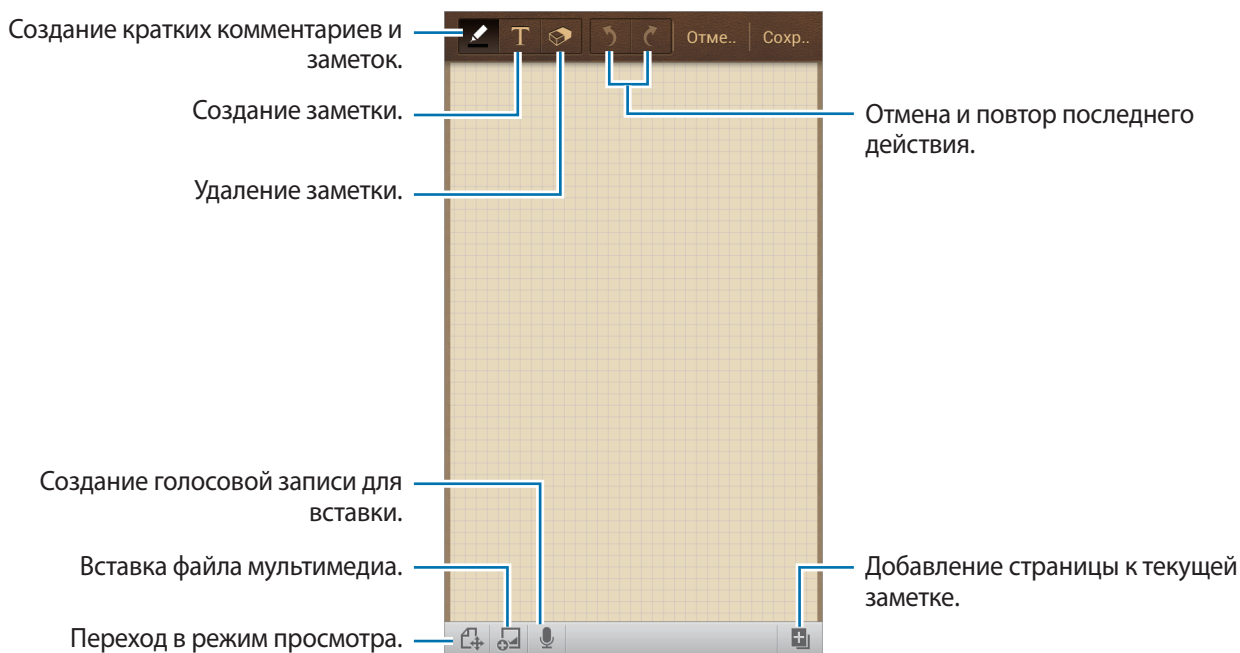 Создание кратких комментариев и
заметок.
T
Отме..
Сохр..
Создание заметки.
Отмена и повтор последнего
действия.
Удаление заметки.
Создание голосовой записи для
вставки.
Вставка файла мультимедиа.
Добавление страницы к текущей
заметке.
Переход в режим просмотра.